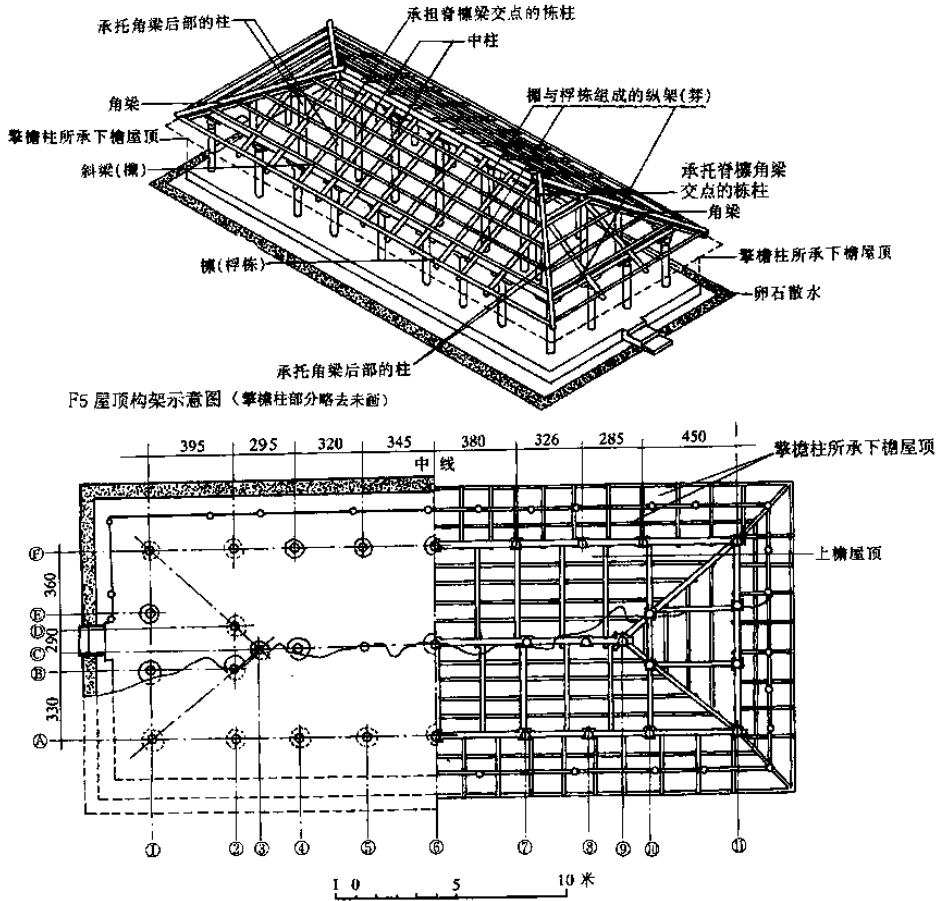 承托角梁后部的柱
承担脊檩梁交点的栋柱
中柱
角梁
楣与桴栋组成的纵架(棼)
擎檐柱所承下檐屋顶
斜梁(檩)
承托脊檩角梁
交点的栋柱
角梁
擎檐柱所承下檐屋顶
檩(桴栋)
卵石散水
承托角梁后部的柱
F5 屋顶构架示意图 (擎檐柱部分略去未画)
395 295 320 345 380 326 285 450
中线
擎檐柱所承下檐屋顶
上檐屋顶
Ⓕ
360
Ⓔ
Ⓓ
290
Ⓒ
Ⓑ
330
Ⓐ
① ② ③ ④ ⑤ ⑥ ⑦ ⑧ ⑨ ⑩ ⑪
1 0 5 10 米